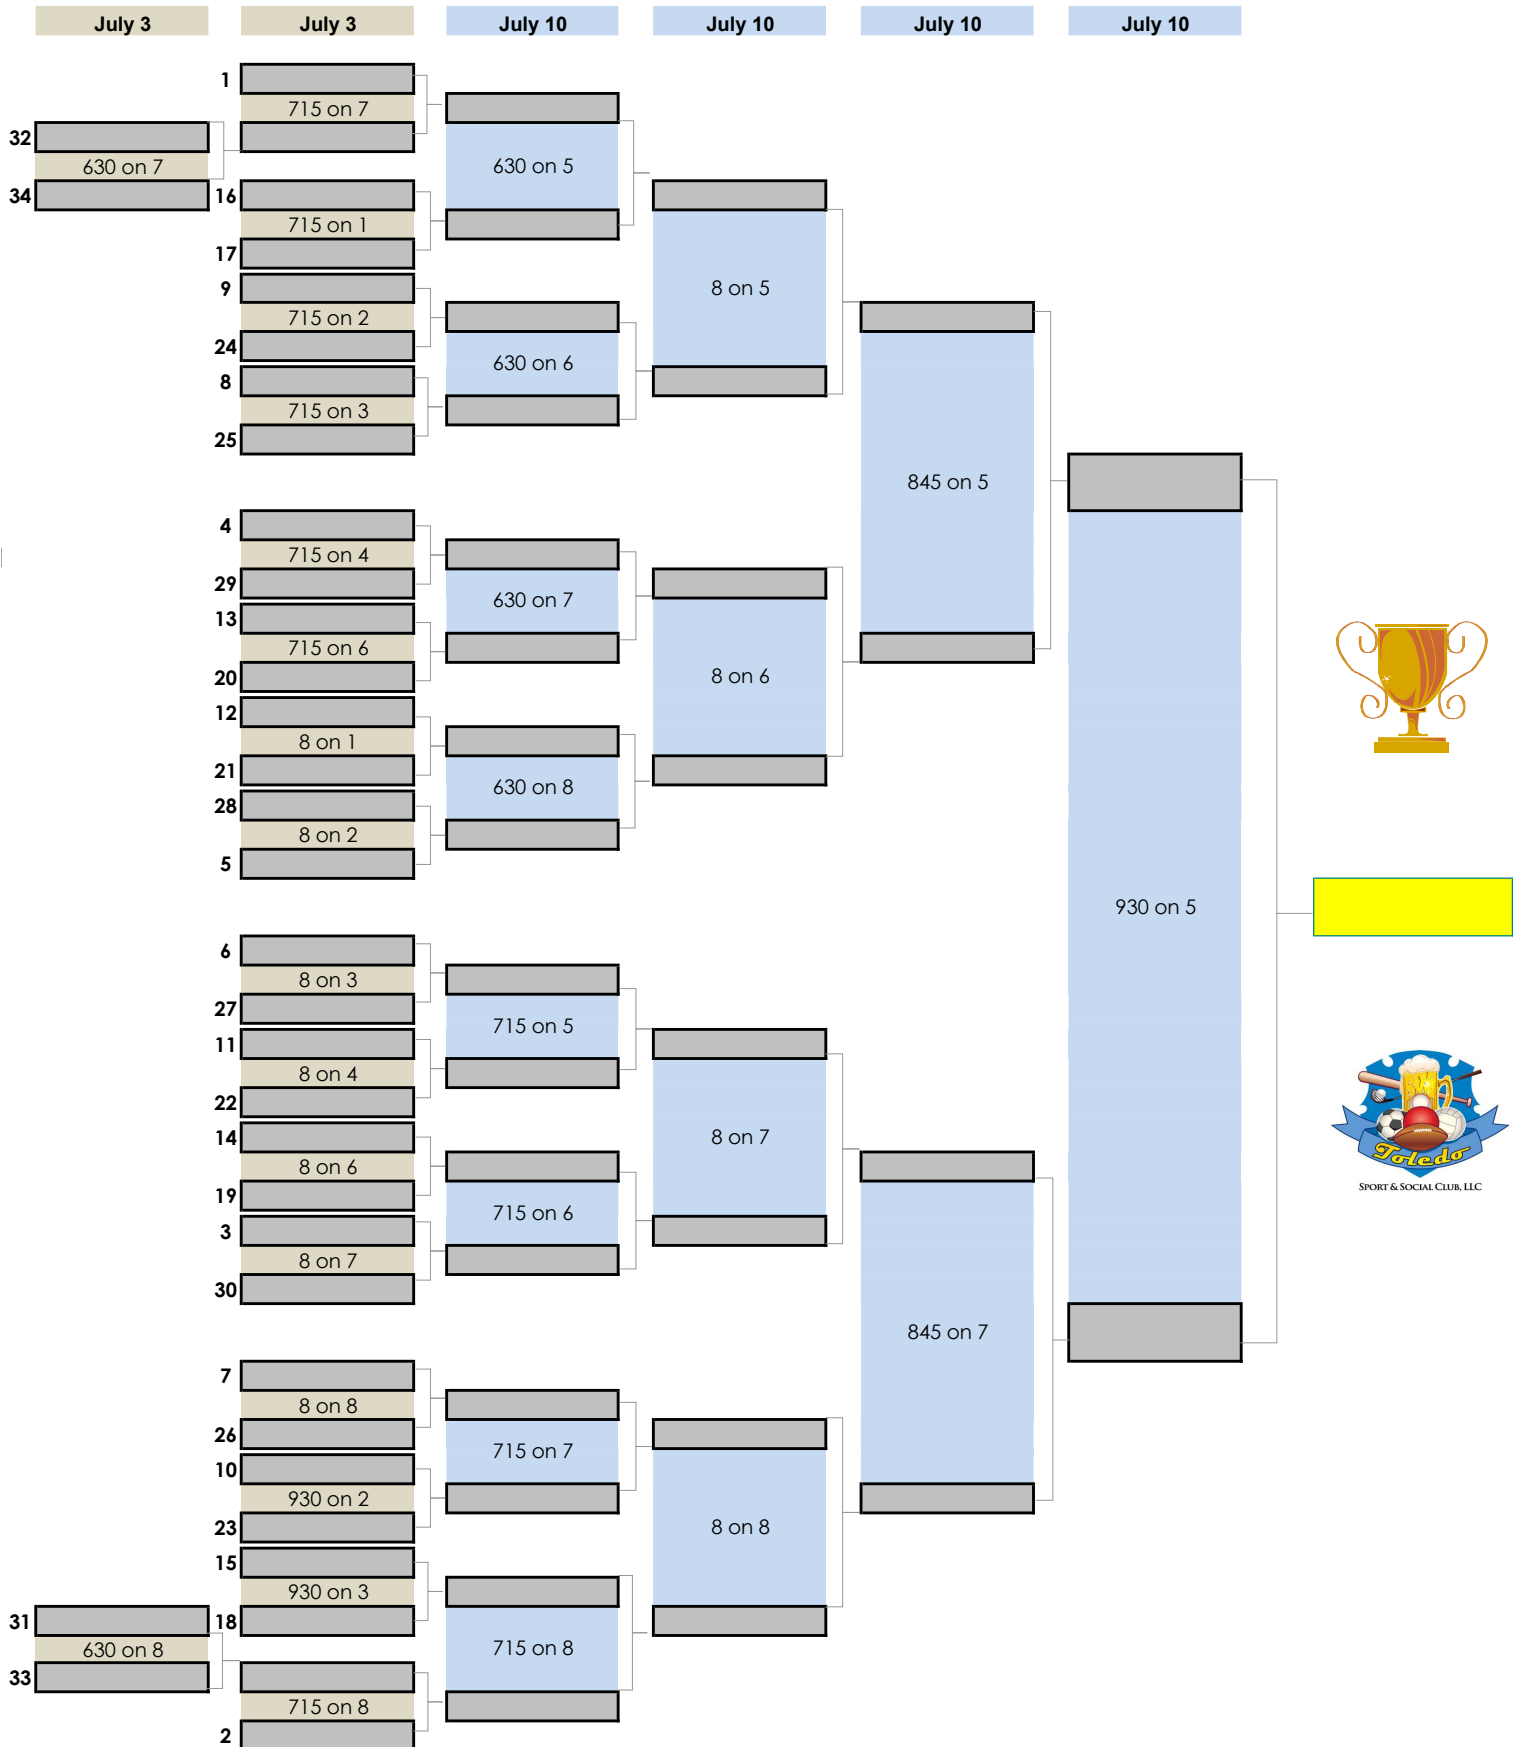 July 3 July 3 July 10 July 10 July 10 July 10
1
715 on 7
32
630 on 5
630 on 7
34 16
715 on 1
17
9
8 on 5
715 on 2
24
630 on 6
8
715 on 3
25
845 on 5
4
715 on 4
29
630 on 7
13
715 on 6
20
8 on 6
12
8 on 1
21
630 on 8
28
8 on 2
5
930 on 5
6
8 on 3
27
715 on 5
11
8 on 4
22
14
8 on 7
8 on 6
Toledo
19
SPORT & SOCIAL CLUB, LLC
715 on 6
3
8 on 7
30
845 on 7
7
8 on 8
26
715 on 7
10
930 on 2
23
8 on 8
15
930 on 3
31 18
630 on 8
715 on 8
33
715 on 8
2